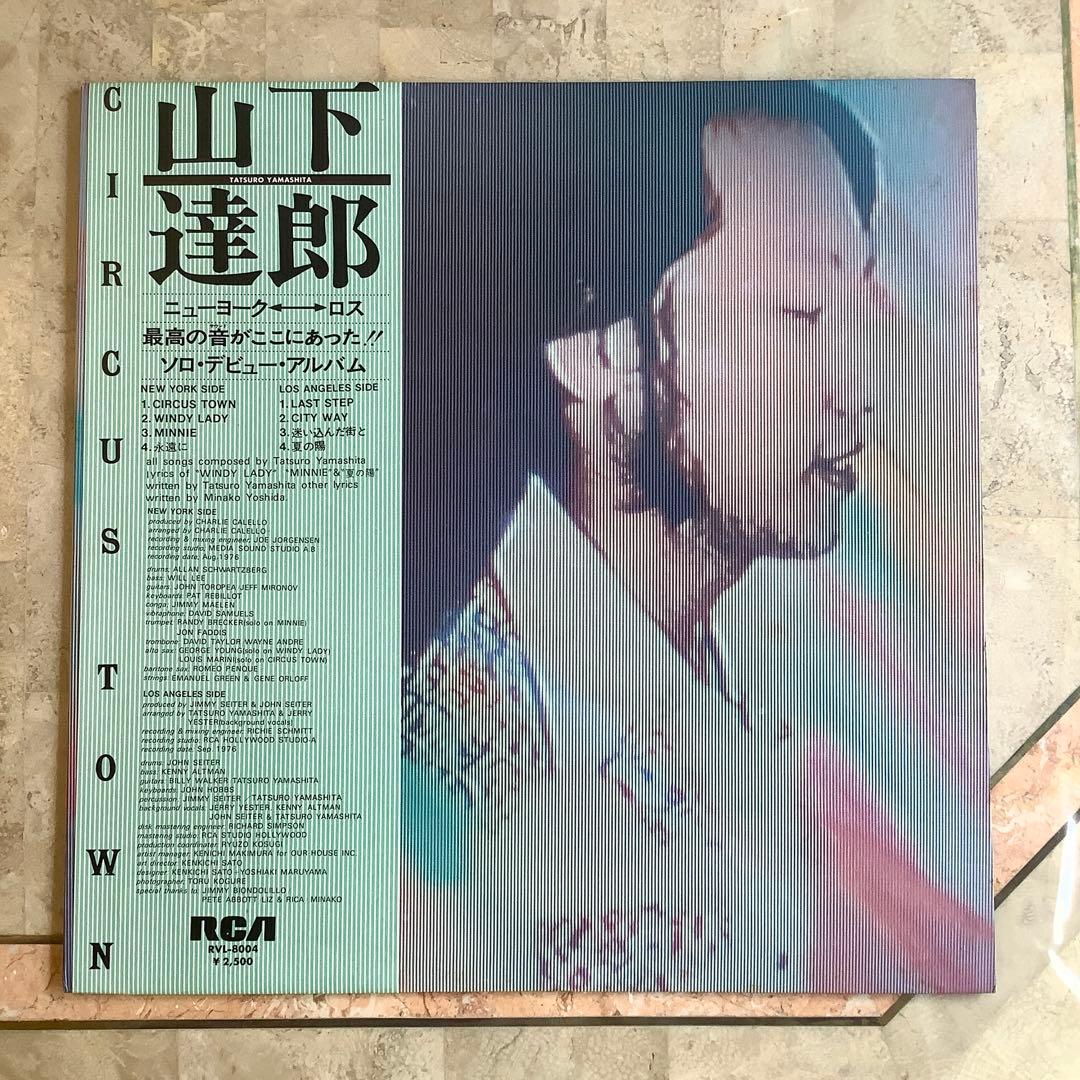 CIRCUS TOWN
山下
TATSURO YAMASHITA
達郎
ニューヨーク←→ロス
最高の音がここにあった!!
ソロ・デビュー・アルバム
NEW YORK SIDE
1. CIRCUS TOWN
2. WINDY LADY
3. MINNIE
4. 永遠に
LOS ANGELES SIDE
1. LAST STEP
2. CITY WAY
3. 迷い込んだ街と
4. 夏の陽
all songs composed by Tatsuro Yamashita
lyrics of "WINDY LADY" "MINNIE"&"夏の陽"
written by Tatsuro Yamashita other lyrics
written by Minako Yoshida.
NEW YORK SIDE
produced by CHARLIE CALELLO
arranged by CHARLIE CALELLO
recording & mixing engineer; JOE JORGENSEN
recording studio; MEDIA SOUND STUDIO A.B
recording date; Aug.1976
drums; ALLAN SCHWARTZBERG
bass; WILL LEE
guitars; JOHN TOROPEA JEFF MIRONOV
keyboards; PAT REBILLOT
conga; JIMMY MAELEN
vibraphone; DAVID SAMUELS
trumpet; RANDY BRECKER(solo on MINNIE)
JON FADDIS
trombone; DAVID TAYLOR WAYNE ANDRE
alto sax; GEORGE YOUNG(solo on WINDY LADY)
LOUIS MARINI(solo on CIRCUS TOWN)
baritone sax; ROMEO PENQUE
strings; EMANUEL GREEN & GENE ORLOFF
LOS ANGELES SIDE
produced by JIMMY SEITER & JOHN SEITER
arranged by TATSURO YAMASHITA & JERRY
YESTER(background vocals)
recording & mixing engineer; RICHIE SCHMITT
recording studio; RCA HOLLYWOOD STUDIO-A
recording date; Sep.1976
drums; JOHN SEITER
bass; KENNY ALTMAN
guitars; BILLY WALKER TATSURO YAMASHITA
keyboards; JOHN HOBBS
percussion; JIMMY SEITER TATSURO YAMASHITA
background vocals; JERRY YESTER, KENNY ALTMAN
JOHN SEITER & TATSURO YAMASHITA
disk mastering engineer; RICHARD SIMPSON
mastering studio; RCA STUDIO HOLLYWOOD
production coordinater; RYUZO KOSUGI
artist manager; KENICHI MAKIMURA for OUR HOUSE INC.
art director; KENKICHI SATO
designer; KENKICHI SATO・YOSHIAKI MARUYAMA
photographer; TORU KOGURE
special thanks to; JIMMY BIONDOLILLO
PETE ABBOTT LIZ & RICA MINAKO
RCA
RVL-8004
¥2,500